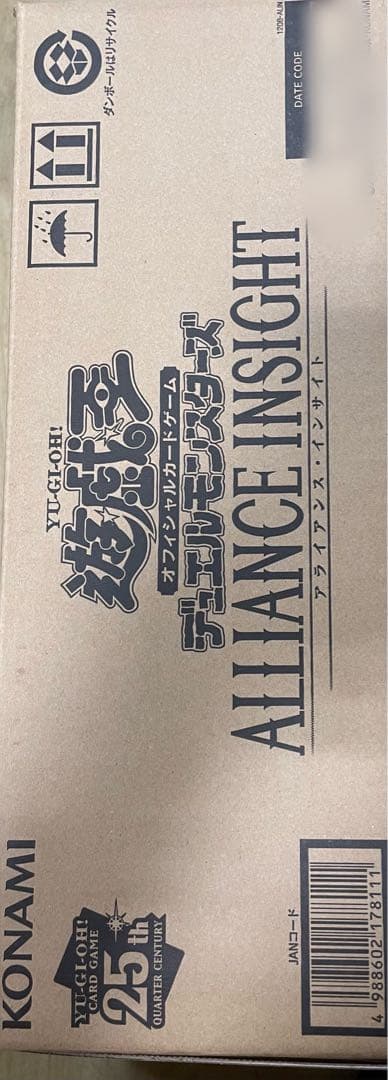 KONAMI
YU-GI-OH!
CARD GAME
25th
QUARTER CENTURY
YU-GI-OH!
遊戯王
オフィシャルカードゲーム
デュエルモンスターズ
ALLIANCE INSIGHT
アライアンス・インサイト
ダンボールはリサイクル
DATE CODE
JANコード
4 988602 178111